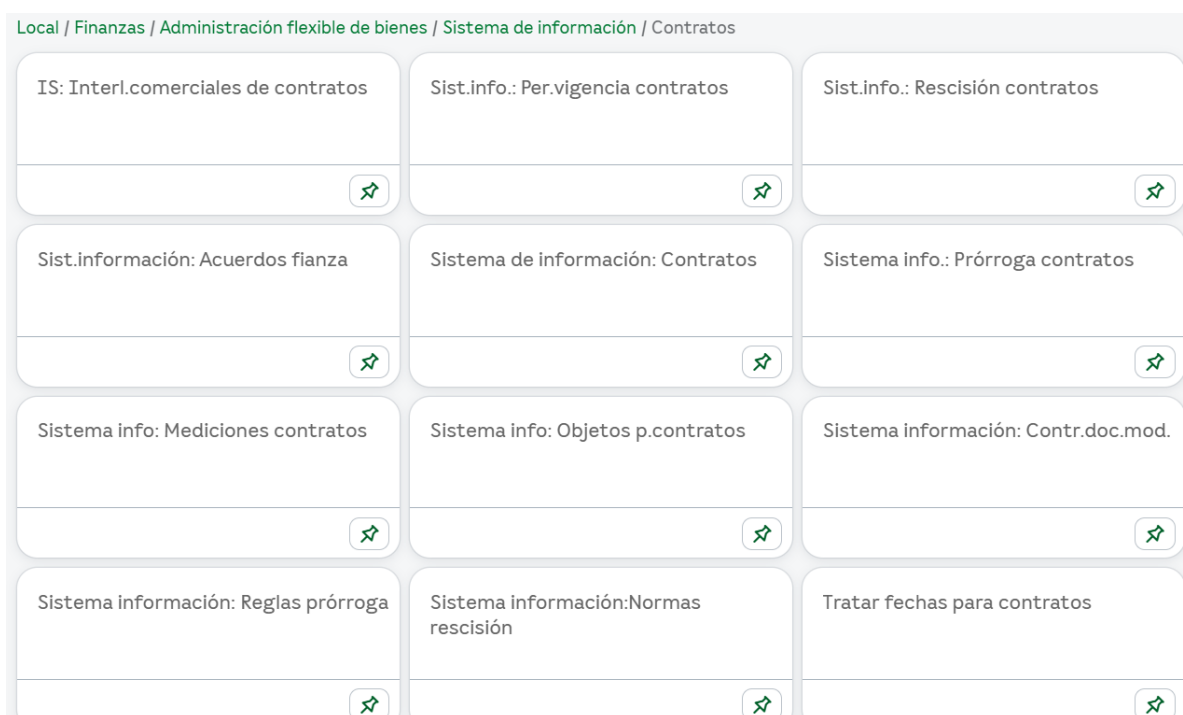 Local / Finanzas / Administración flexible de bienes / Sistema de información / Contratos
IS: Interl.comerciales de contratos
Sist.info.: Per.vigencia contratos
Sist.info.: Rescisión contratos
Sist.información: Acuerdos fianza
Sistema de información: Contratos
Sistema info.: Prórroga contratos
Sistema info: Mediciones contratos
Sistema info: Objetos p.contratos
Sistema información: Contr.doc.mod.
Sistema información: Reglas prórroga
Sistema información:Normas
rescisión
Tratar fechas para contratos